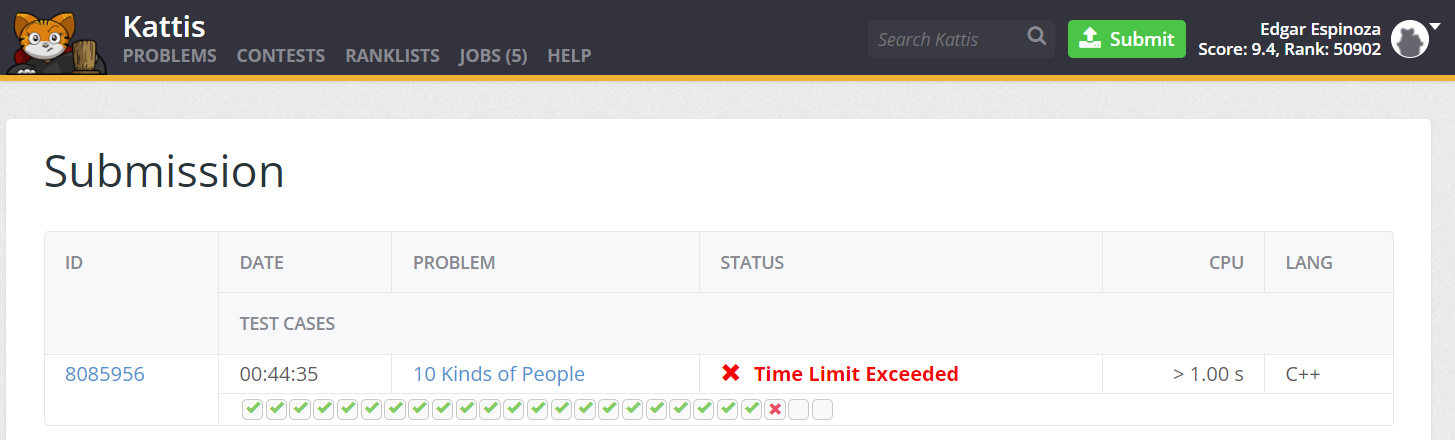 Kattis
PROBLEMS CONTESTS RANKLISTS JOBS (5) HELP
Search Kattis
Submit
Edgar Espinoza
Score: 9.4, Rank: 50902
Submission
ID DATE PROBLEM STATUS CPU LANG
TEST CASES
8085956 00:44:35 10 Kinds of People Time Limit Exceeded > 1.00 s C++